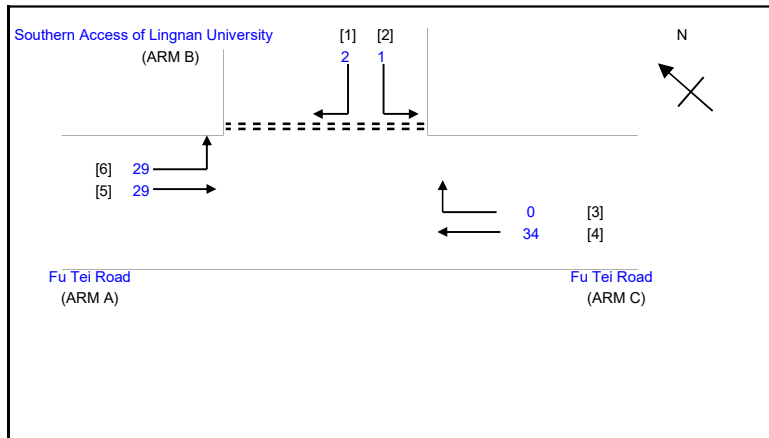 Southern Access of Lingnan University [1] [2] N
(ARM B) 2 1
[6] 29
[5] 29
0 [3]
34 [4]
Fu Tei Road Fu Tei Road
(ARM A) (ARM C)